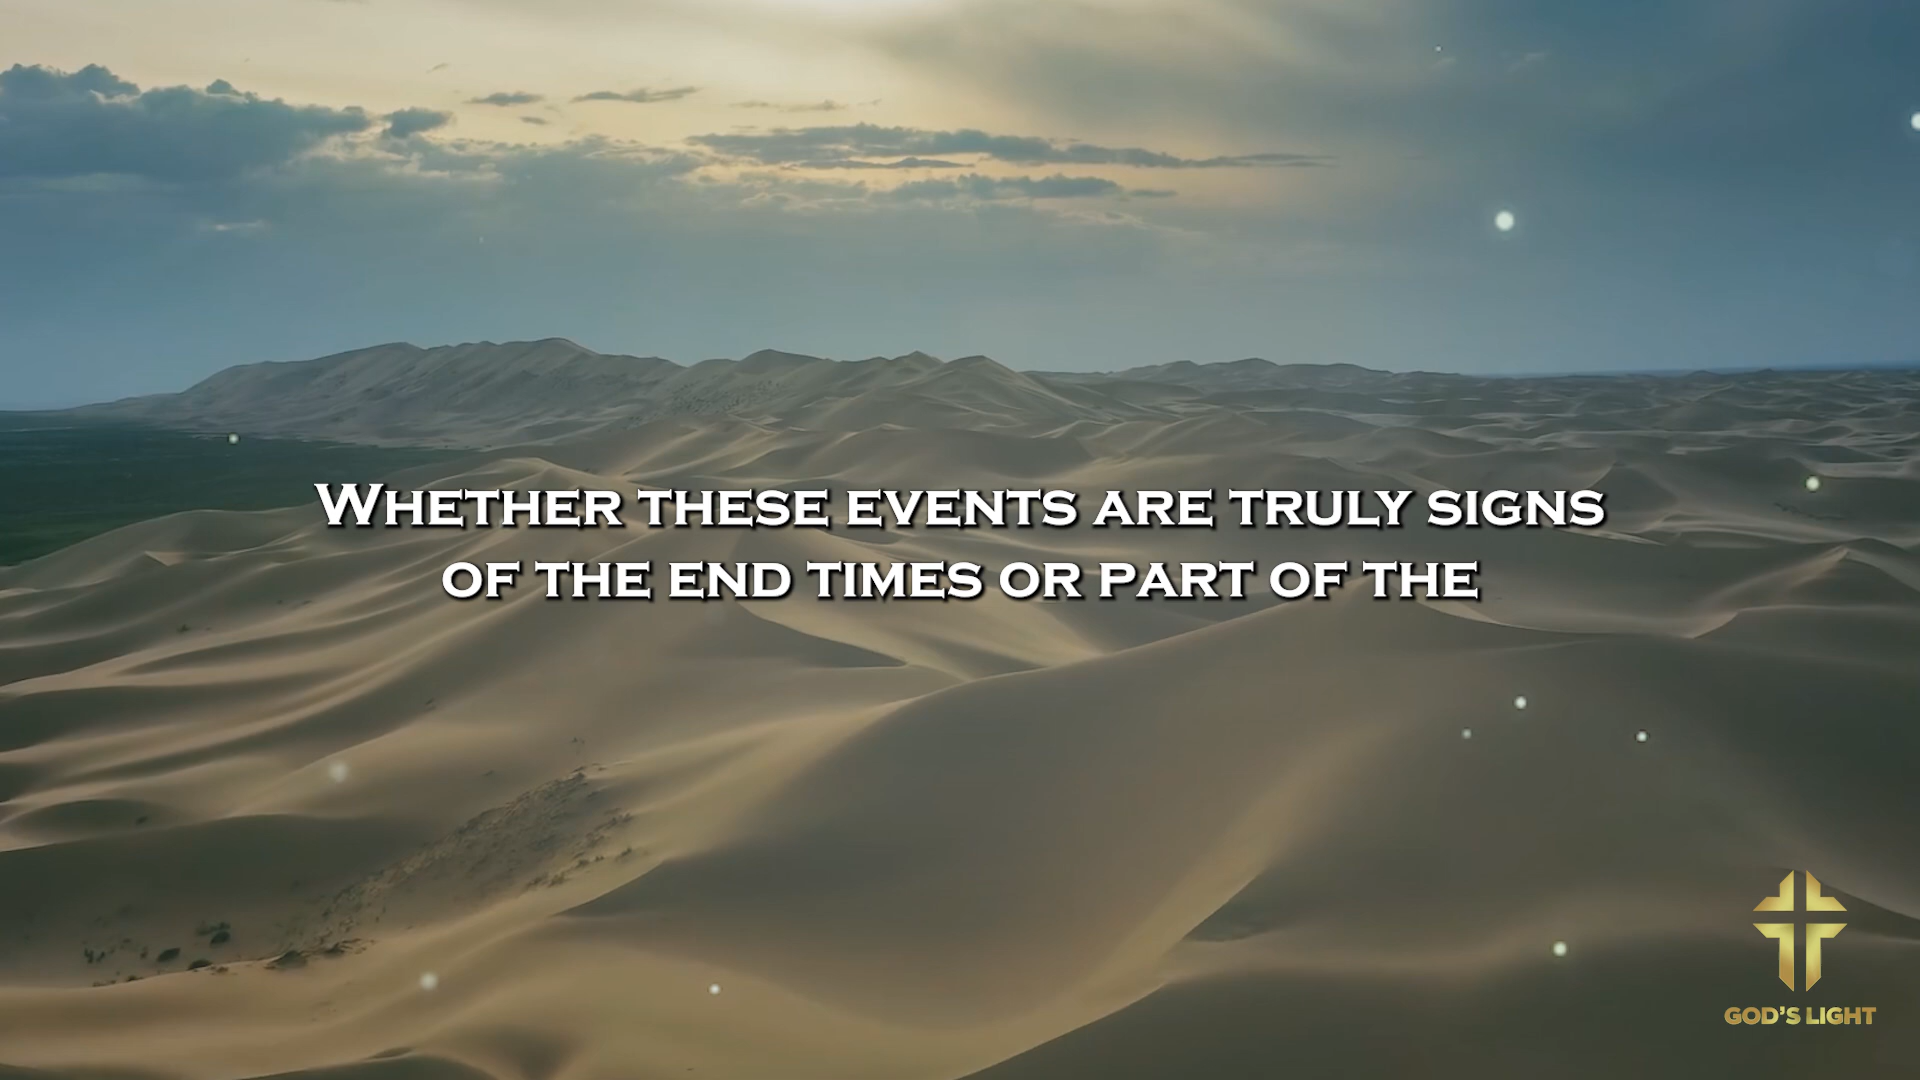 Whether these events are truly signs
of the end times or part of the
GOD'S LIGHT